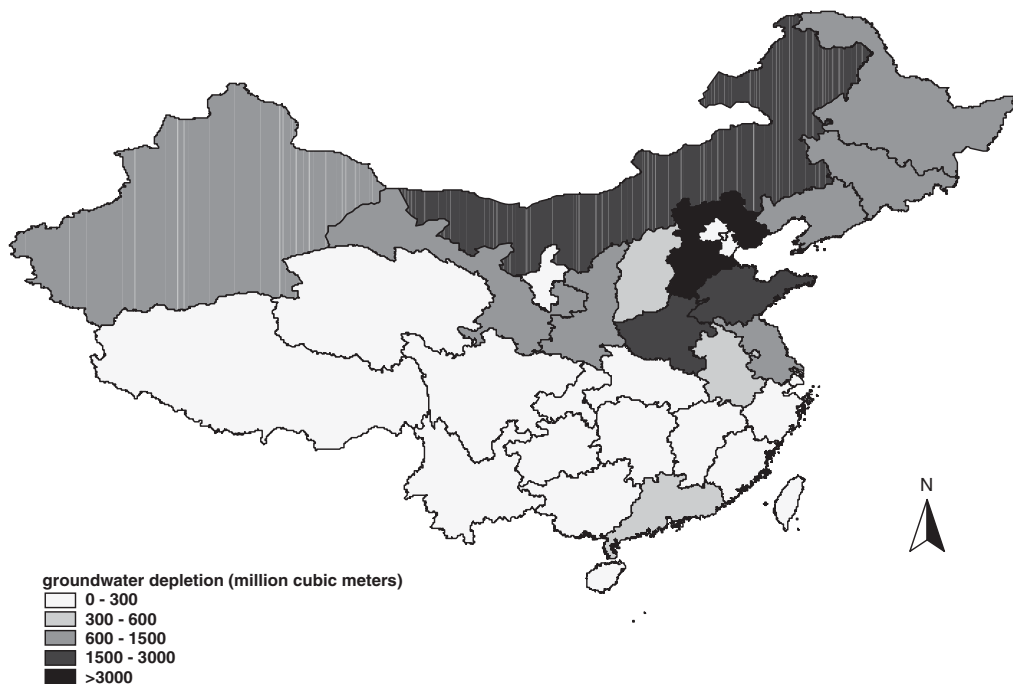 N
groundwater depletion (million cubic meters)
0 - 300
300 - 600
600 - 1500
1500 - 3000
>3000